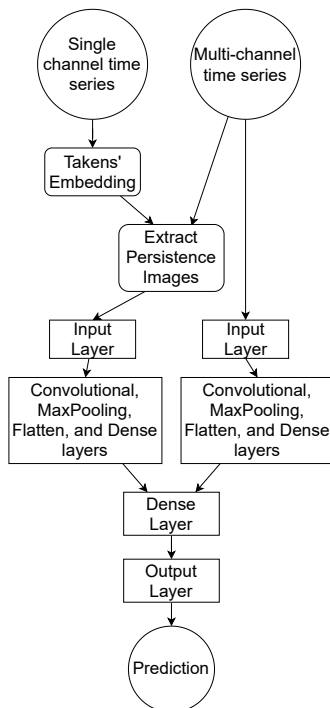 Single
channel time
series
Multi-channel
time series
Takens'
Embedding
Extract
Persistence
Images
Input
Layer
Input
Layer
Convolutional,
MaxPooling,
Flatten, and Dense
layers
Convolutional,
MaxPooling,
Flatten, and Dense
layers
Dense
Layer
Output
Layer
Prediction